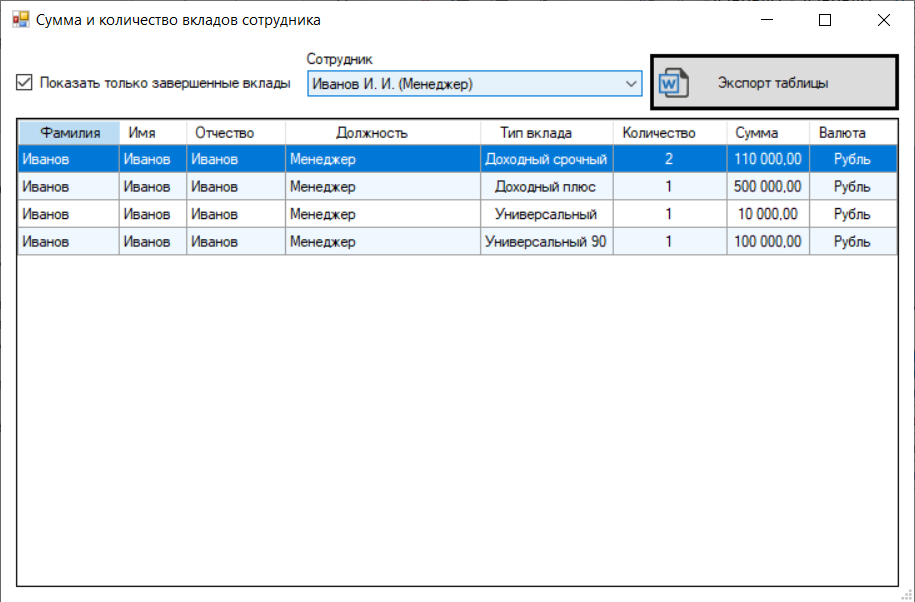 Сумма и количество вкладов сотрудника
Сотрудник
Показать только завершенные вклады Иванов И. И. (Менеджер) Экспорт таблицы
Фамилия Имя Отчество Должность Тип вклада Количество Сумма Валюта
Иванов Иванов Иванов Менеджер Доходный срочный 2 110 000,00 Рубль
Иванов Иванов Иванов Менеджер Доходный плюс 1 500 000,00 Рубль
Иванов Иванов Иванов Менеджер Универсальный 1 10 000,00 Рубль
Иванов Иванов Иванов Менеджер Универсальный 90 1 100 000,00 Рубль